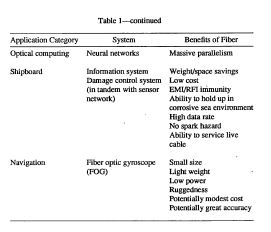 Table 1—continued
Application Category System Benefits of Fiber
Optical computing Neural networks Massive parallelism
Shipboard Information system Weight/space savings
Damage control system Low cost
(in tandem with sensor EMI/RFI immunity
network) Ability to hold up in
corrosive sea environment
High data rate
No spark hazard
Ability to service live
cable
Navigation Fiber optic gyroscope Small size
(FOG) Light weight
Low power
Ruggedness
Potentially modest cost
Potentially great accuracy